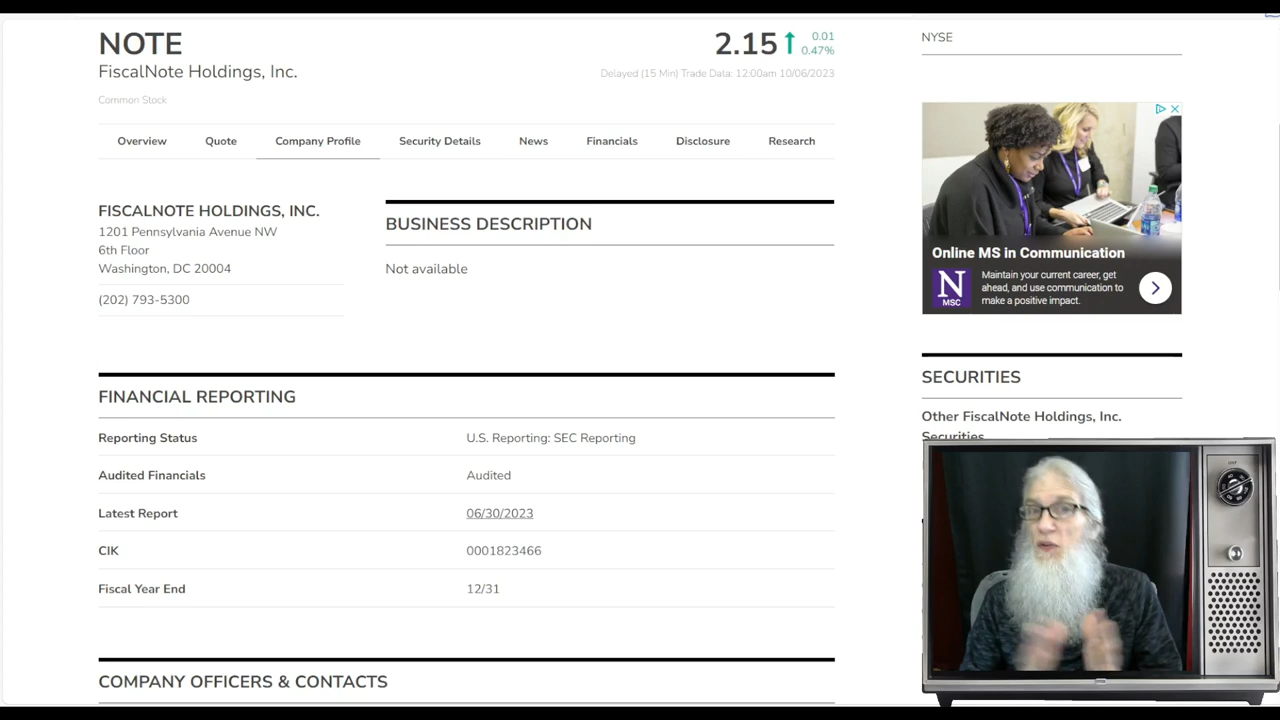 NOTE
2.15
0.01
0.47%
FiscalNote Holdings, Inc.
Delayed (15 Min) Trade Data: 12:00am 10/06/2023
Common Stock
Overview Quote Company Profile Security Details News Financials Disclosure Research
FISCALNOTE HOLDINGS, INC.
1201 Pennsylvania Avenue NW
6th Floor
Washington, DC 20004
(202) 793-5300
BUSINESS DESCRIPTION
Not available
FINANCIAL REPORTING
Reporting Status U.S. Reporting: SEC Reporting
Audited Financials Audited
Latest Report 06/30/2023
CIK 0001823466
Fiscal Year End 12/31
COMPANY OFFICERS & CONTACTS
NYSE
Online MS in Communication
N
MSC
Maintain your current career, get
ahead, and use communication to
make a positive impact.
SECURITIES
Other FiscalNote Holdings, Inc.
Securities